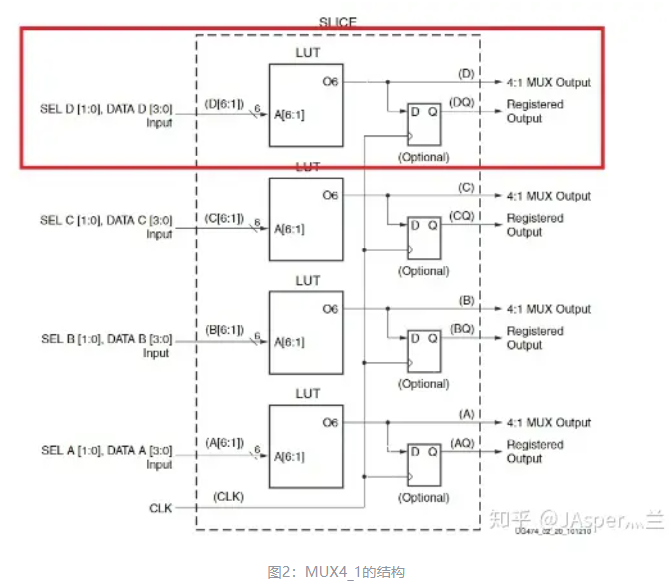 SLICE
LUT
SEL D [1:0], DATA D [3:0]
Input
(D[6:1])
6
A[6:1]
O6
(D)
4:1 MUX Output
D Q
(DQ)
Registered
Output
(Optional)
LUT
SEL C [1:0], DATA C [3:0]
Input
(C[6:1])
6
A[6:1]
O6
(C)
4:1 MUX Output
D Q
(CQ)
Registered
Output
(Optional)
LUT
SEL B [1:0], DATA B [3:0]
Input
(B[6:1])
6
A[6:1]
O6
(B)
4:1 MUX Output
D Q
(BQ)
Registered
Output
(Optional)
LUT
SEL A [1:0], DATA A [3:0]
Input
(A[6:1])
6
A[6:1]
O6
(A)
4:1 MUX Output
D Q
(AQ)
Registered
Output
(Optional)
CLK
(CLK)
知乎 @JAsper灬兰
UG474_02_20_101210
图2：MUX4_1的结构